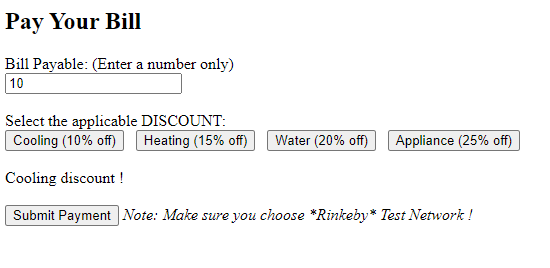 Pay Your Bill
Bill Payable: (Enter a number only)
10
Select the applicable DISCOUNT:
Cooling (10% off) Heating (15% off) Water (20% off) Appliance (25% off)
Cooling discount !
Submit Payment Note: Make sure you choose *Rinkeby* Test Network !